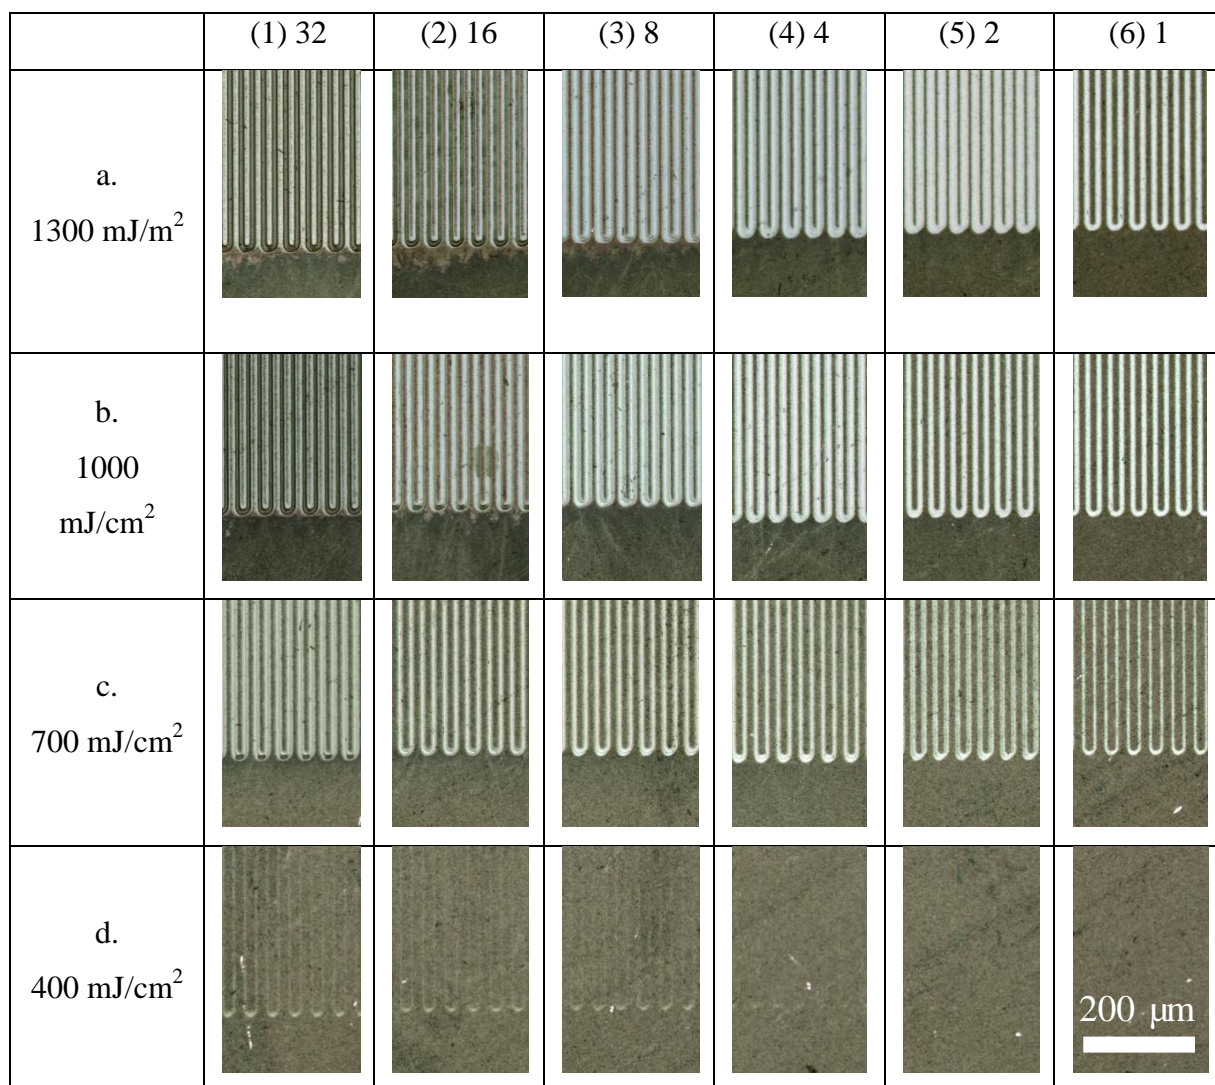 (1) 32 (2) 16 (3) 8 (4) 4 (5) 2 (6) 1
a.
1300 mJ/m²
b.
1000
mJ/cm²
c.
700 mJ/cm²
d.
400 mJ/cm²
200 μm